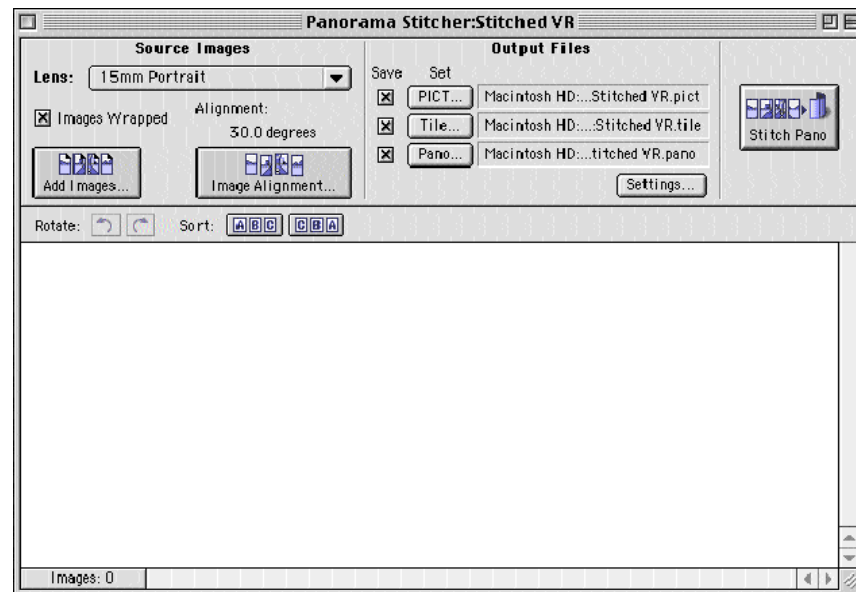 Panorama Stitcher:Stitched VR
Source Images
Lens: 15mm Portrait
Images Wrapped
Alignment:
30.0 degrees
Add Images...
Image Alignment...
Output Files
Save Set
PICT... Macintosh HD:...Stitched VR.pict
Tile... Macintosh HD:...:Stitched VR.tile
Pano... Macintosh HD:...titched VR.pano
Settings...
Stitch Pano
Rotate: Sort: ABC CBA
Images: 0